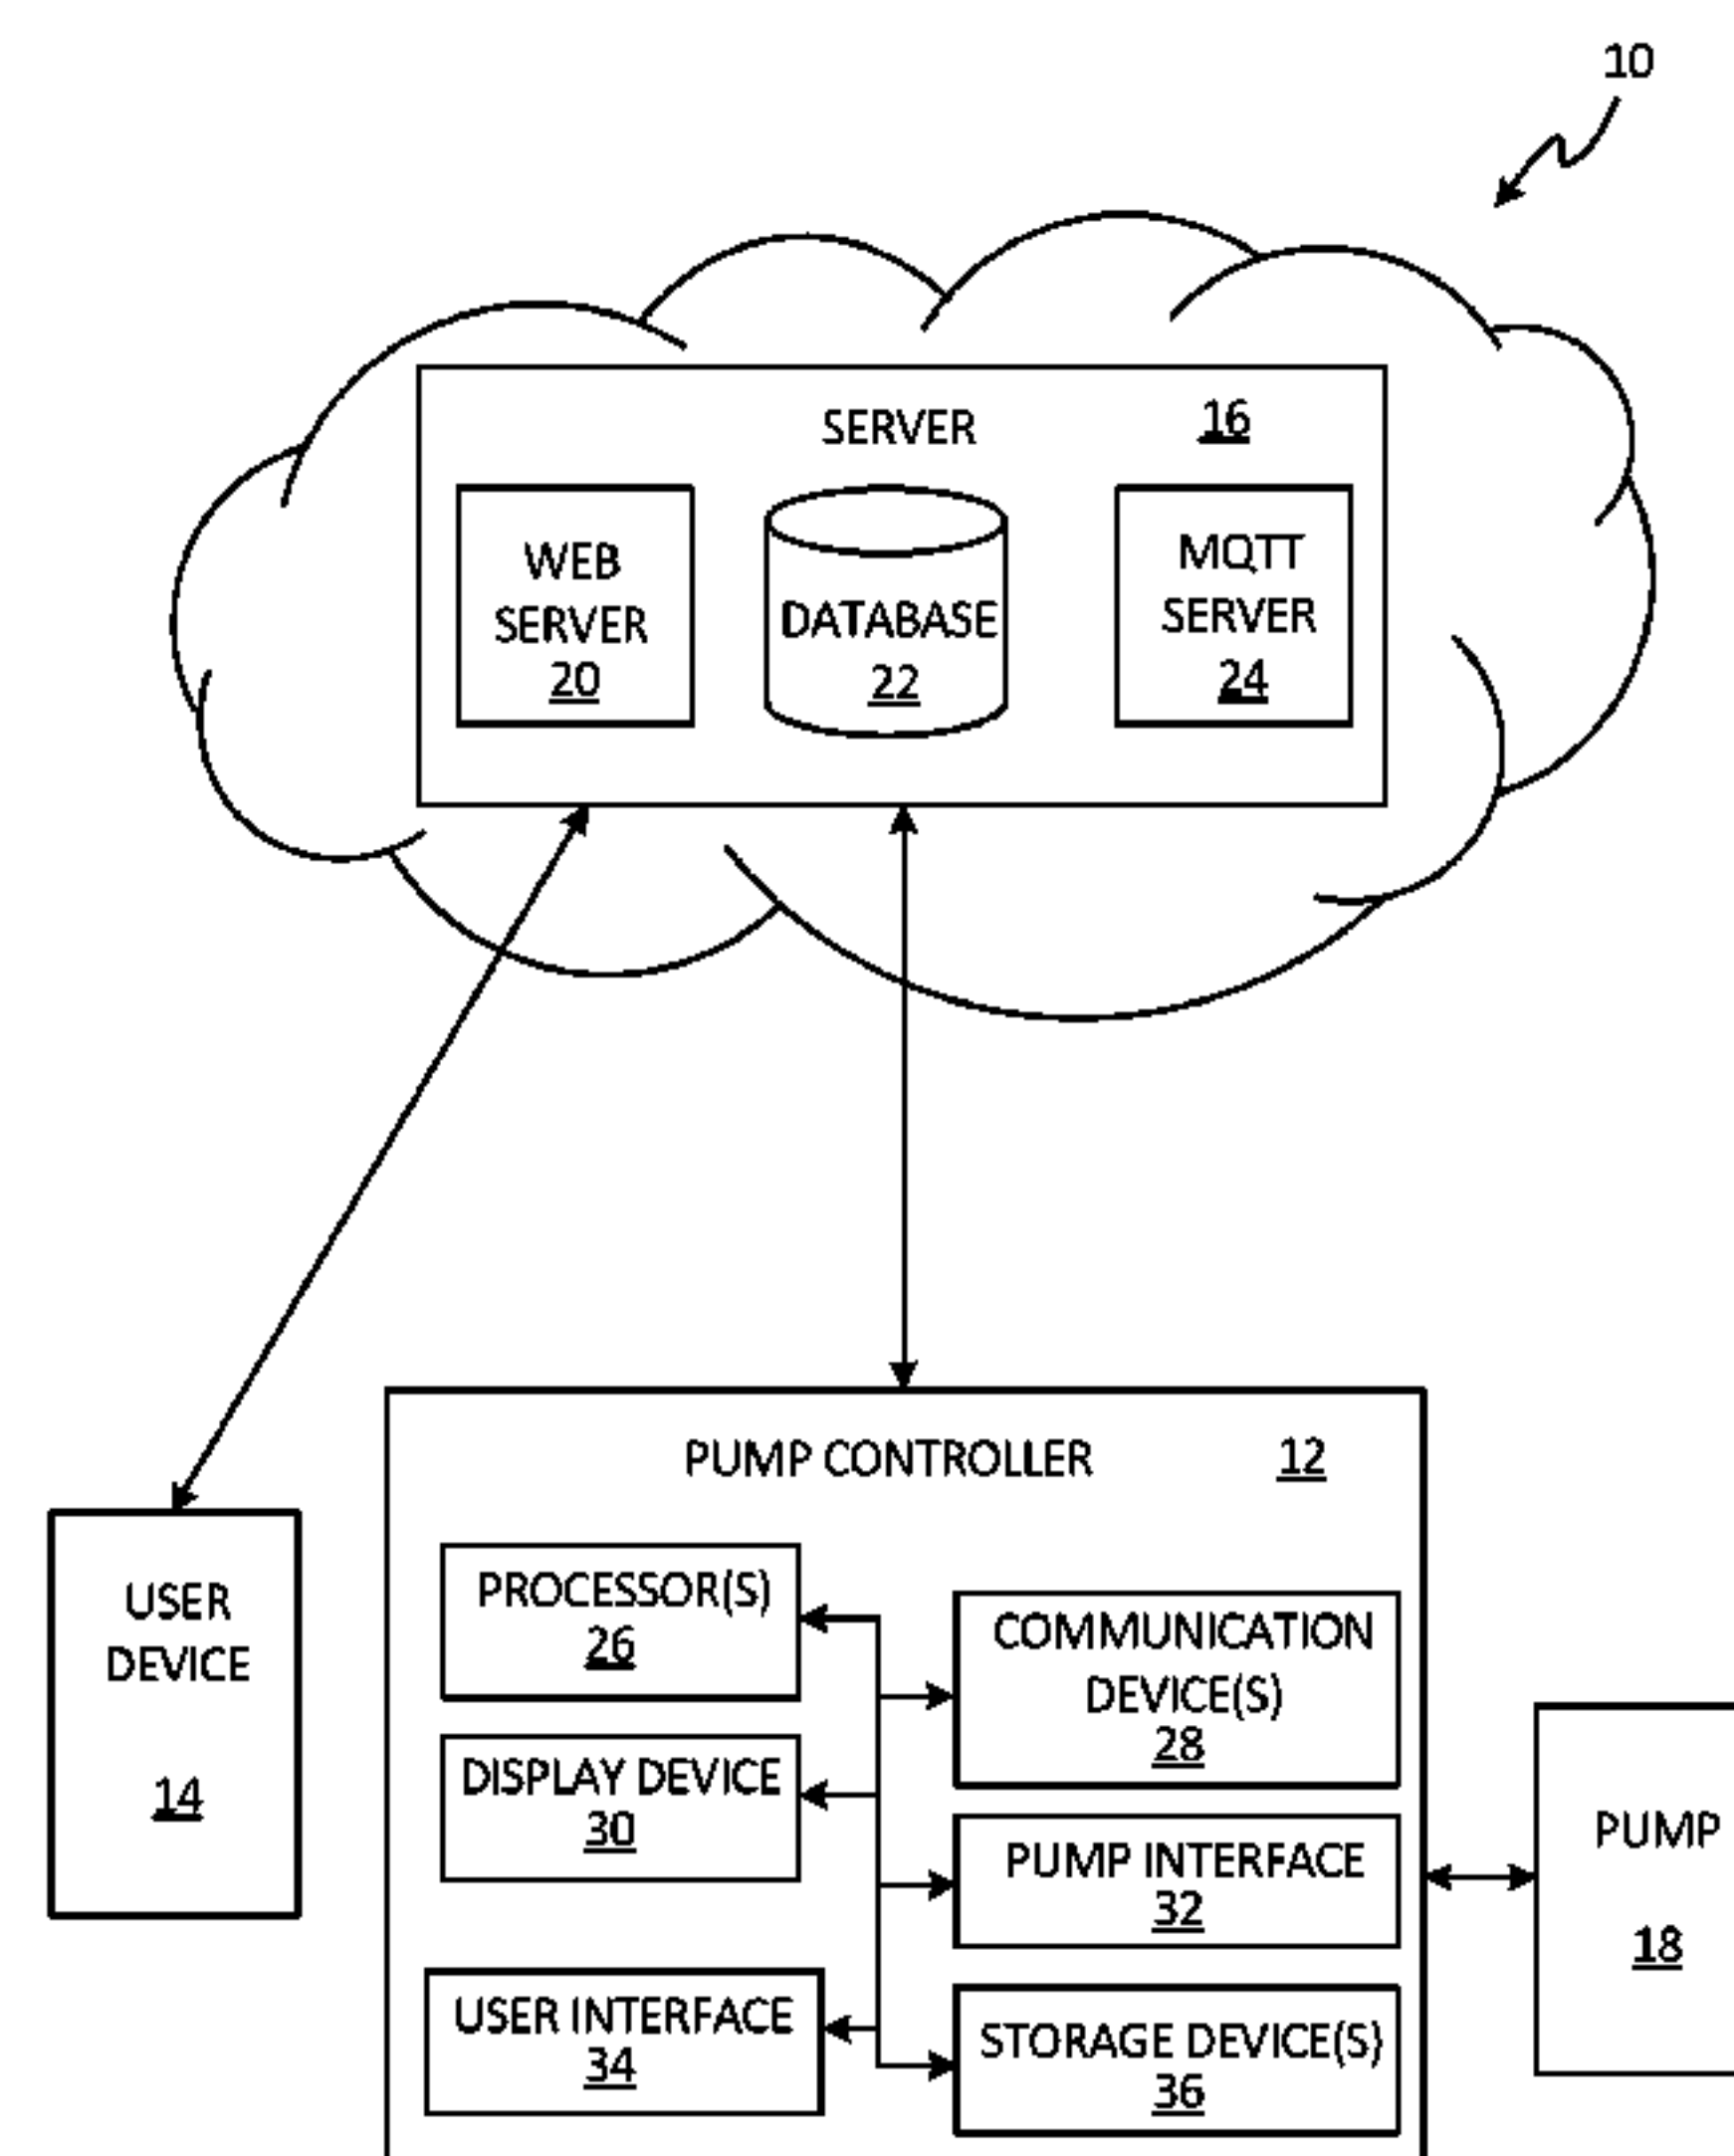 10
SERVER
16
WEB
SERVER
20
DATABASE
22
MQTT
SERVER
24
PUMP CONTROLLER
12
USER
DEVICE
14
PROCESSOR(S)
26
COMMUNICATION
DEVICE(S)
28
DISPLAY DEVICE
30
PUMP INTERFACE
32
USER INTERFACE
34
STORAGE DEVICE(S)
36
PUMP
18